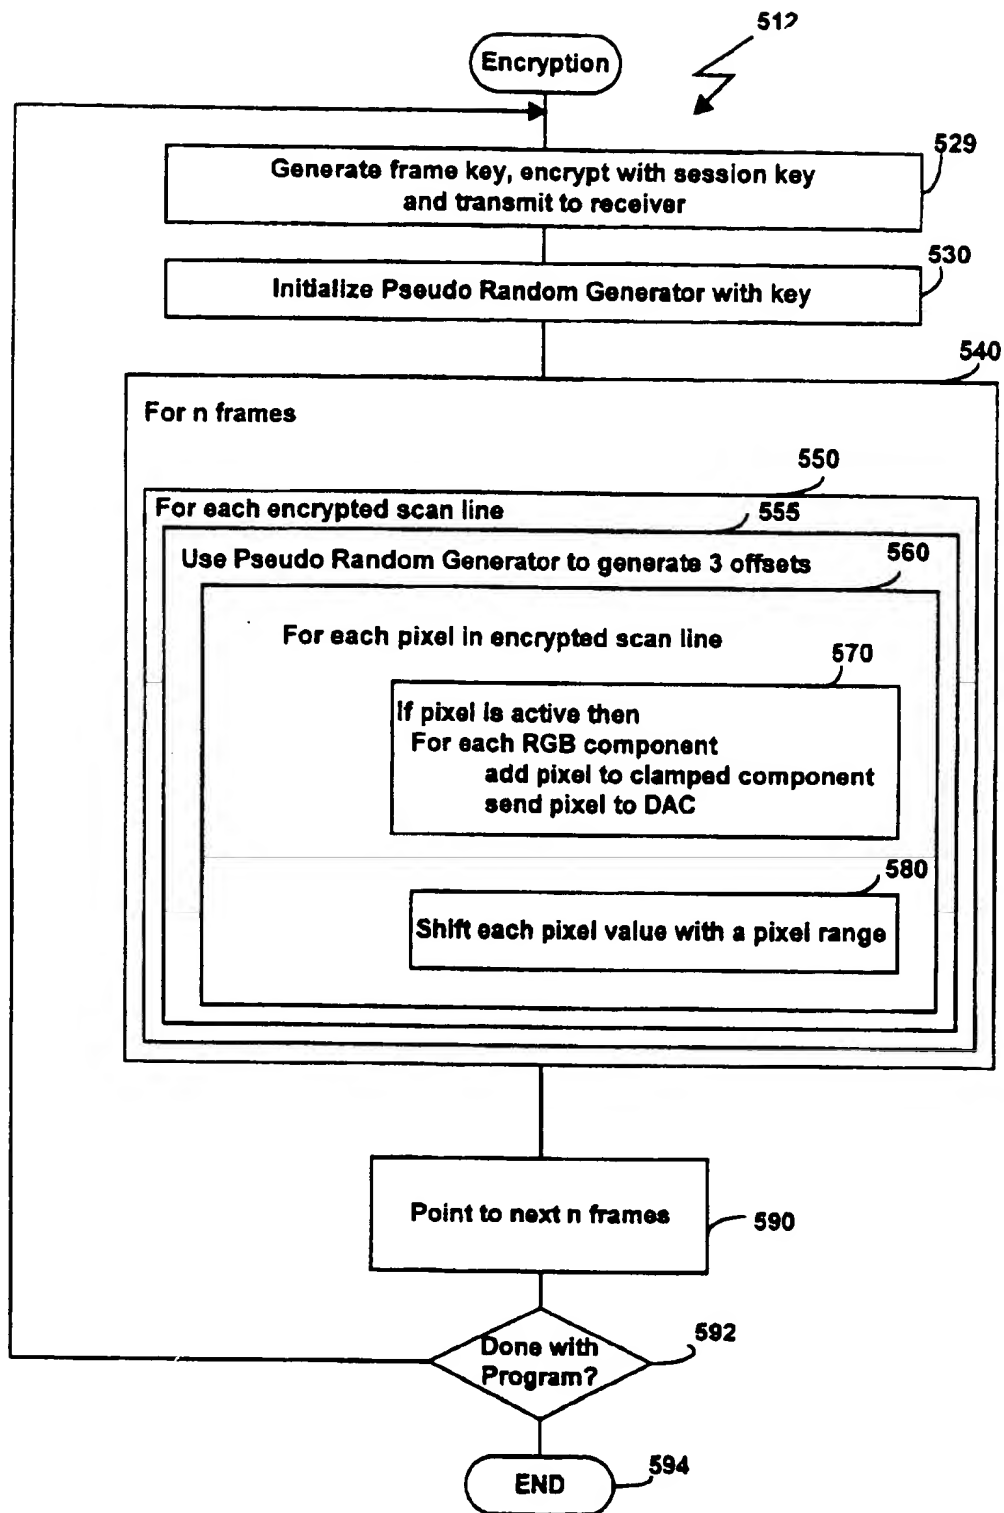 512
Encryption
529
Generate frame key, encrypt with session key
and transmit to receiver
530
Initialize Pseudo Random Generator with key
540
For n frames
550
For each encrypted scan line
555
Use Pseudo Random Generator to generate 3 offsets
560
For each pixel in encrypted scan line
570
If pixel is active then
For each RGB component
add pixel to clamped component
send pixel to DAC
580
Shift each pixel value with a pixel range
Point to next n frames
590
Done with
Program?
592
END
594